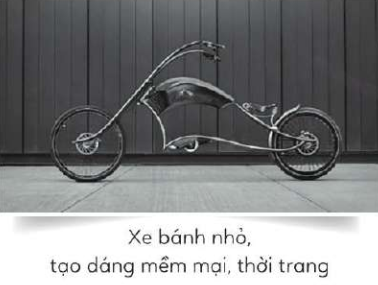 Xe bánh nhỏ,
tạo dáng mềm mại, thời trang